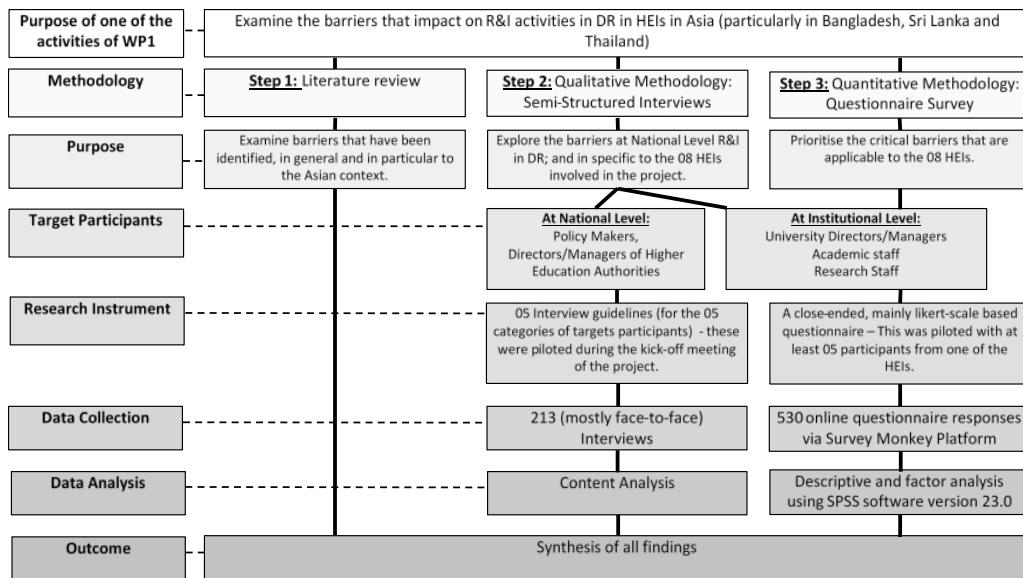 Purpose of one of the
activities of WP1
Examine the barriers that impact on R&I activities in DR in HEIs in Asia (particularly in Bangladesh, Sri Lanka and
Thailand)
Methodology
Step 1: Literature review
Step 2: Qualitative Methodology:
Semi-Structured Interviews
Step 3: Quantitative Methodology:
Questionnaire Survey
Purpose
Examine barriers that have been
identified, in general and in particular to
the Asian context.
Explore the barriers at National Level R&I
in DR; and in specific to the 08 HEIs
involved in the project.
Prioritise the critical barriers that are
applicable to the 08 HEIs.
Target Participants
At National Level:
Policy Makers,
Directors/Managers of Higher
Education Authorities
At Institutional Level:
University Directors/Managers
Academic staff
Research Staff
Research Instrument
05 Interview guidelines (for the 05
categories of targets participants) - these
were piloted during the kick-off meeting
of the project.
A close-ended, mainly likert-scale based
questionnaire – This was piloted with at
least 05 participants from one of the
HEIs.
Data Collection
213 (mostly face-to-face)
Interviews
530 online questionnaire responses
via Survey Monkey Platform
Data Analysis
Content Analysis
Descriptive and factor analysis
using SPSS software version 23.0
Outcome
Synthesis of all findings